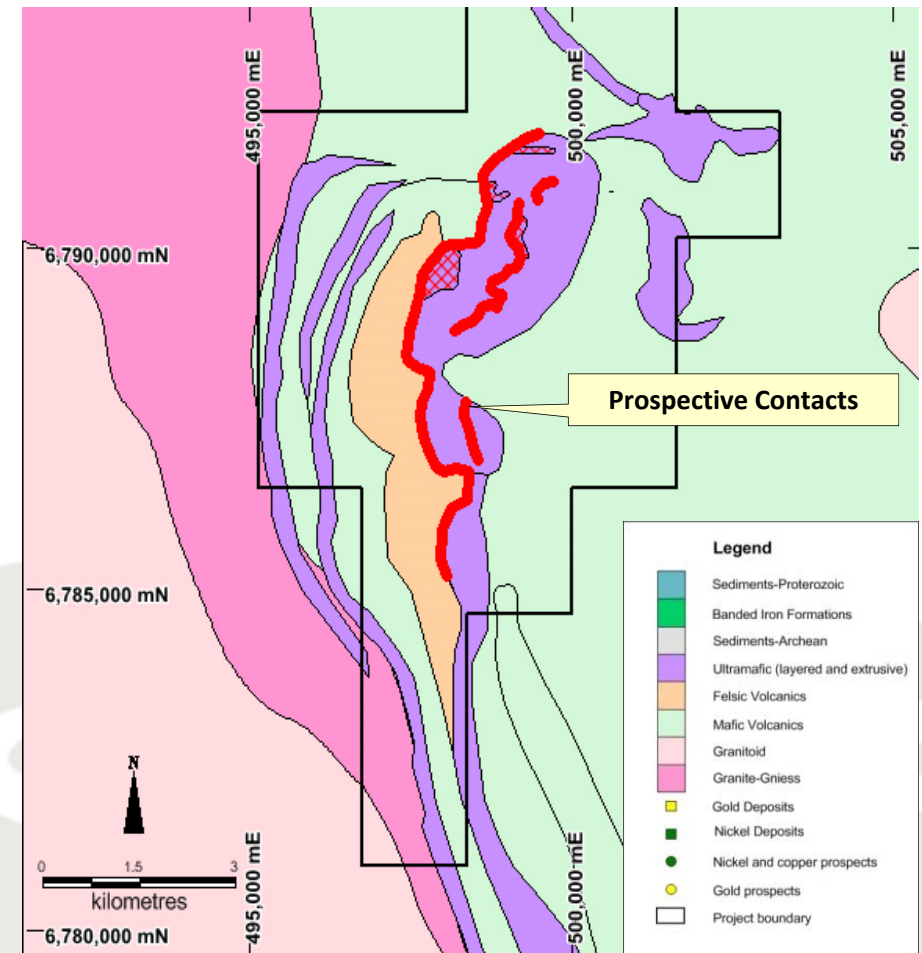 495,000 mE
500,000 mE
505,000 mE
6,790,000 mN
Prospective Contacts
6,785,000 mN
Legend
Sediments-Proterozoic
Banded Iron Formations
Sediments-Archean
Ultramafic (layered and extrusive)
Felsic Volcanics
Mafic Volcanics
Granitoid
Granite-Gniess
Gold Deposits
Nickel Deposits
Nickel and copper prospects
Gold prospects
Project boundary
N
0 1.5 3
kilometres
495,000 mE
500,000 mE
6,780,000 mN